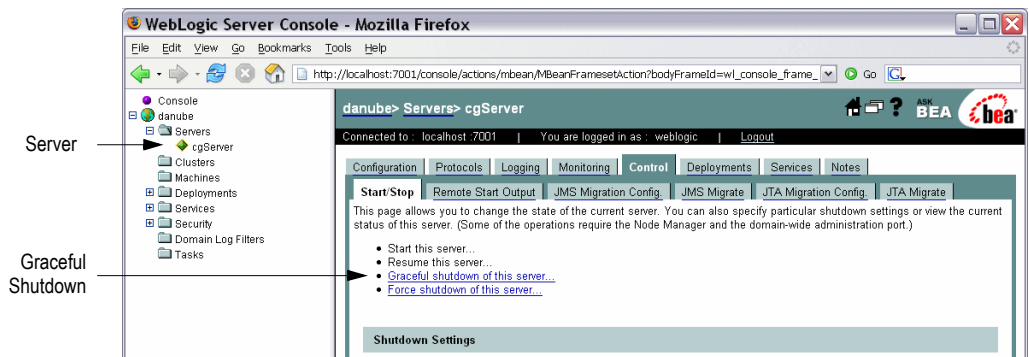 WebLogic Server Console - Mozilla Firefox
File Edit View Go Bookmarks Tools Help
http://localhost:7001/console/actions/mbean/MBeanFramesetAction?bodyFrameId=wl_console_frame_ Go G
Console
danube
Servers
cgServer
Clusters
Machines
Deployments
Services
Security
Domain Log Filters
Tasks
Server
Graceful
Shutdown
danube> Servers> cgServer
? ASK BEA bea
Connected to : localhost :7001 | You are logged in as : weblogic | Logout
Configuration Protocols Logging Monitoring Control Deployments Services Notes
Start/Stop Remote Start Output JMS Migration Config. JMS Migrate JTA Migration Config. JTA Migrate
This page allows you to change the state of the current server. You can also specify particular shutdown settings or view the current
status of this server. (Some of the operations require the Node Manager and the domain-wide administration port.)
• Start this server...
• Resume this server...
• Graceful shutdown of this server...
• Force shutdown of this server...
Shutdown Settings